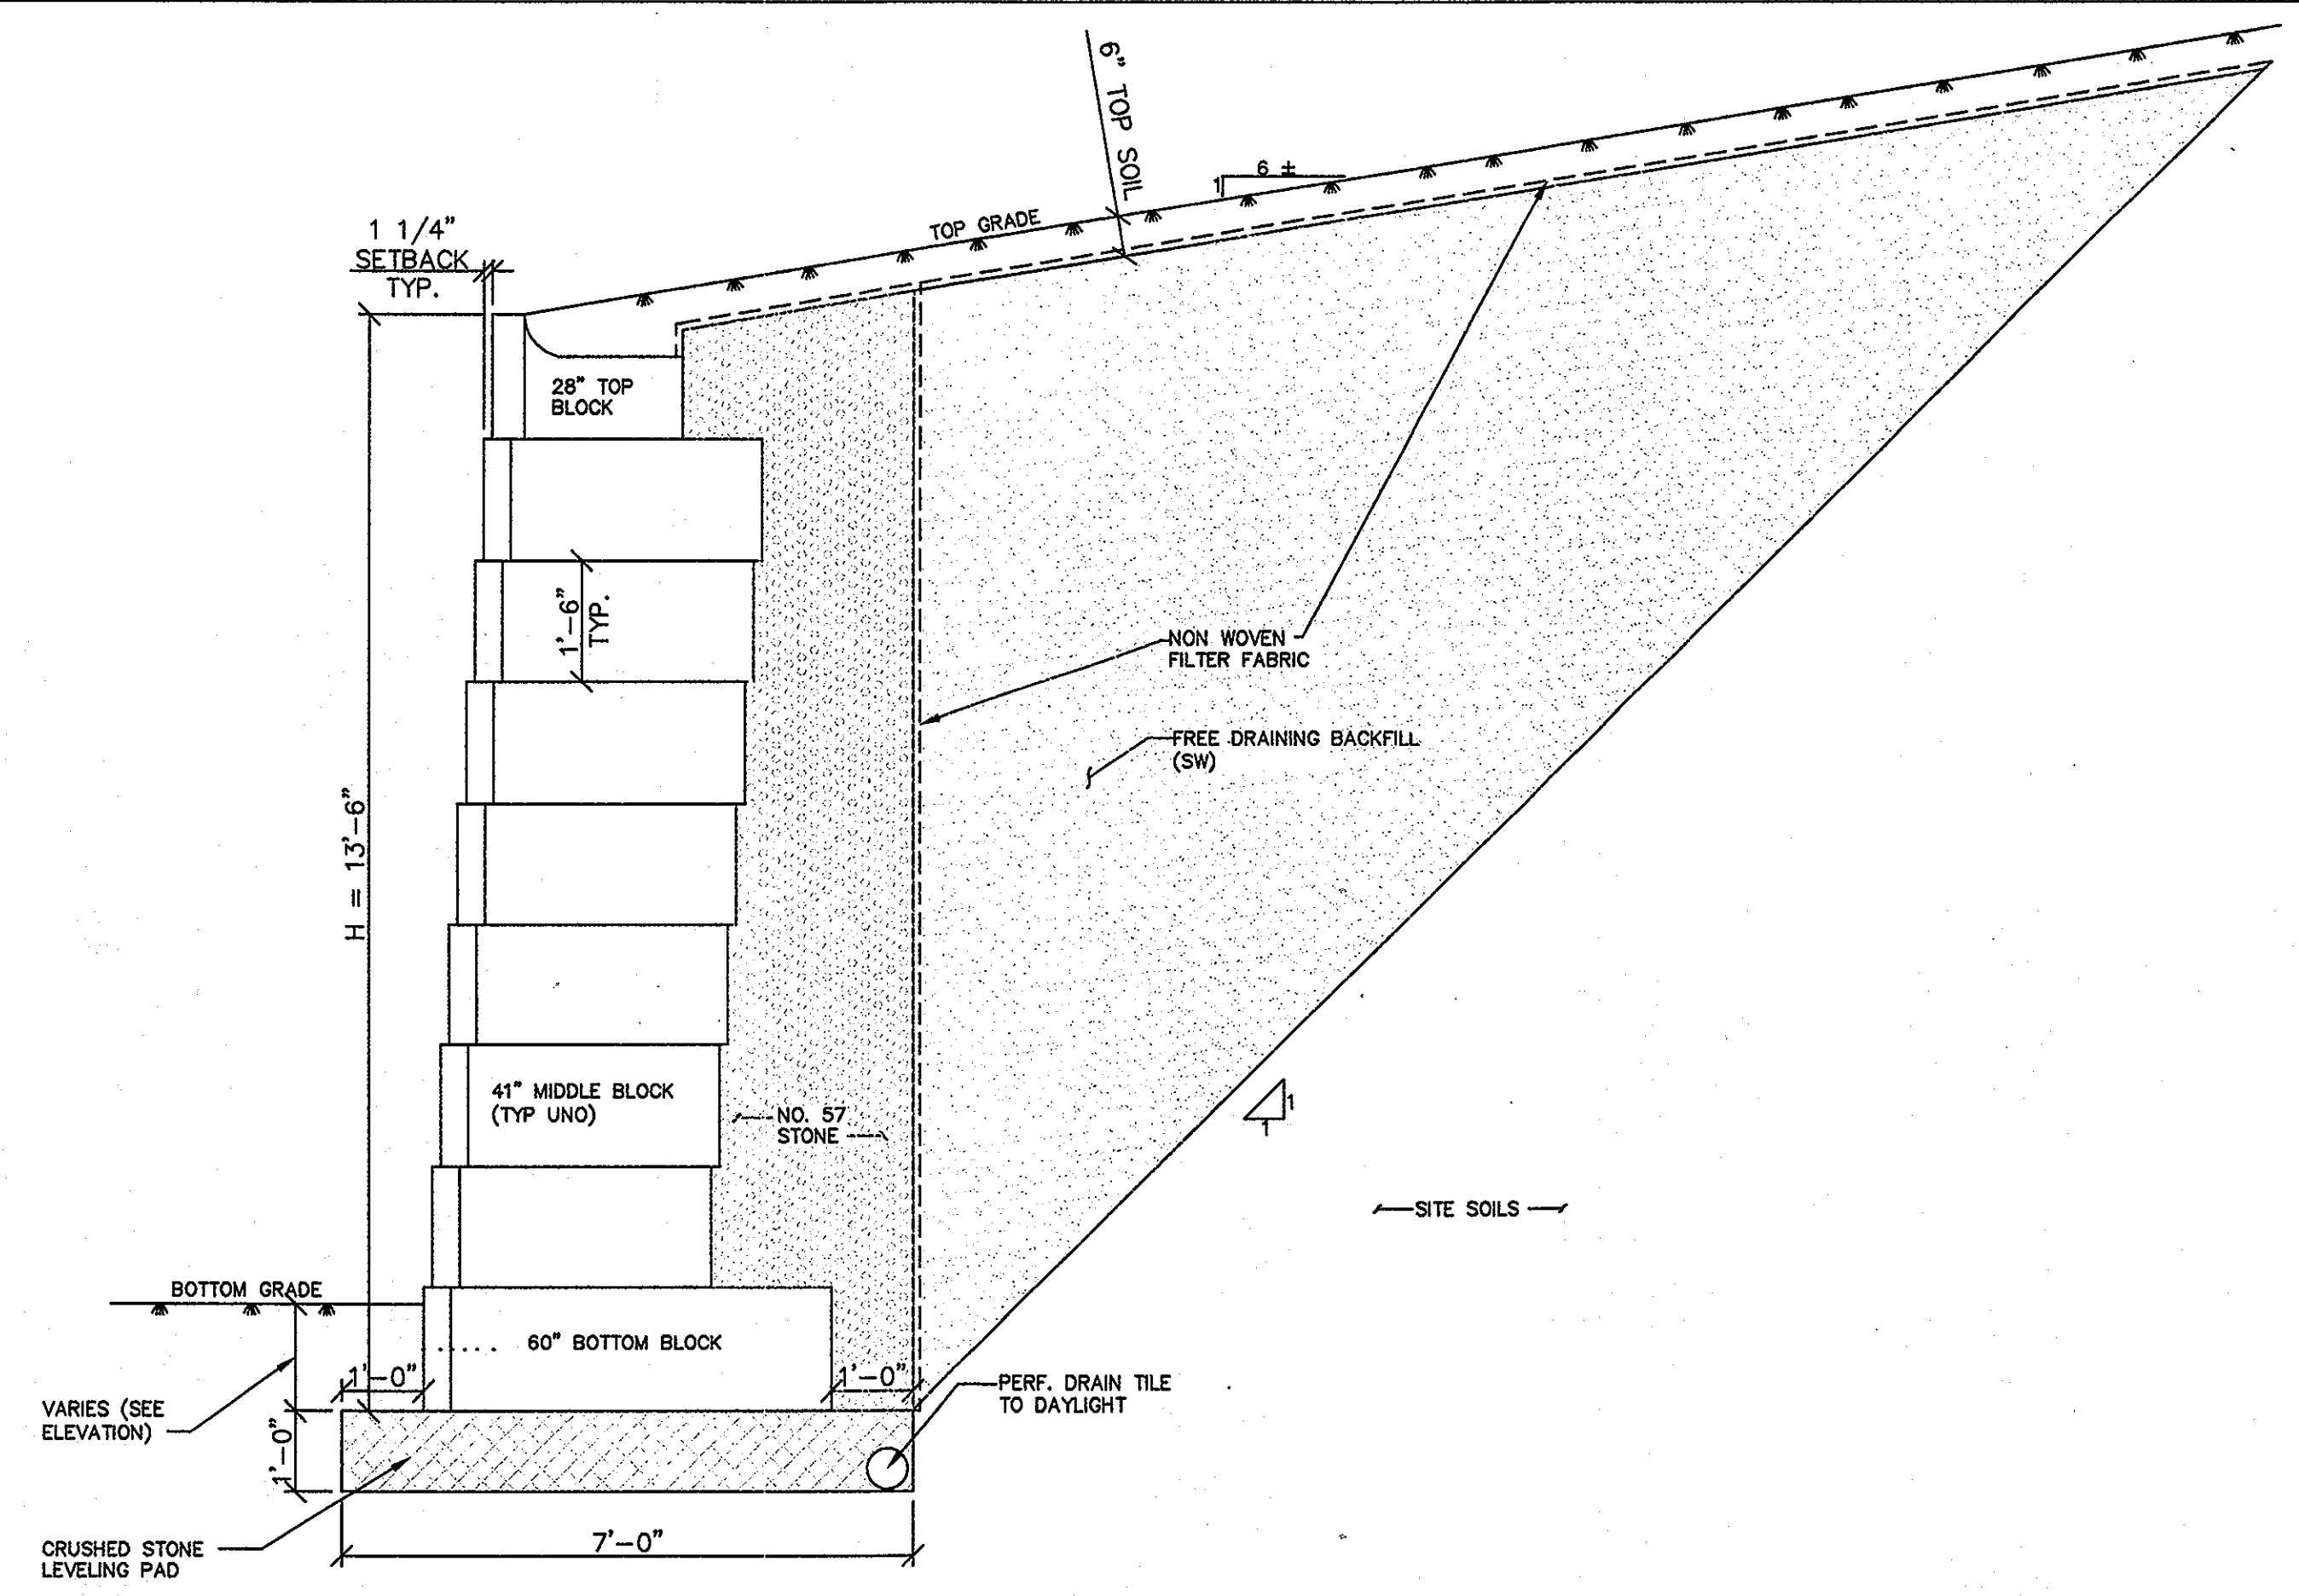 6" TOP SOIL
6 ±
1
TOP GRADE
1 1/4"
SETBACK
TYP.
28" TOP
BLOCK
1'-6"
TYP.
NON WOVEN
FILTER FABRIC
FREE DRAINING BACKFILL
(SW)
H = 13'-6"
41" MIDDLE BLOCK
(TYP UNO)
NO. 57
STONE
1
1
SITE SOILS
BOTTOM GRADE
60" BOTTOM BLOCK
1'-0"
1'-0"
PERF. DRAIN TILE
TO DAYLIGHT
VARIES (SEE
ELEVATION)
1'-0"
7'-0"
CRUSHED STONE
LEVELING PAD